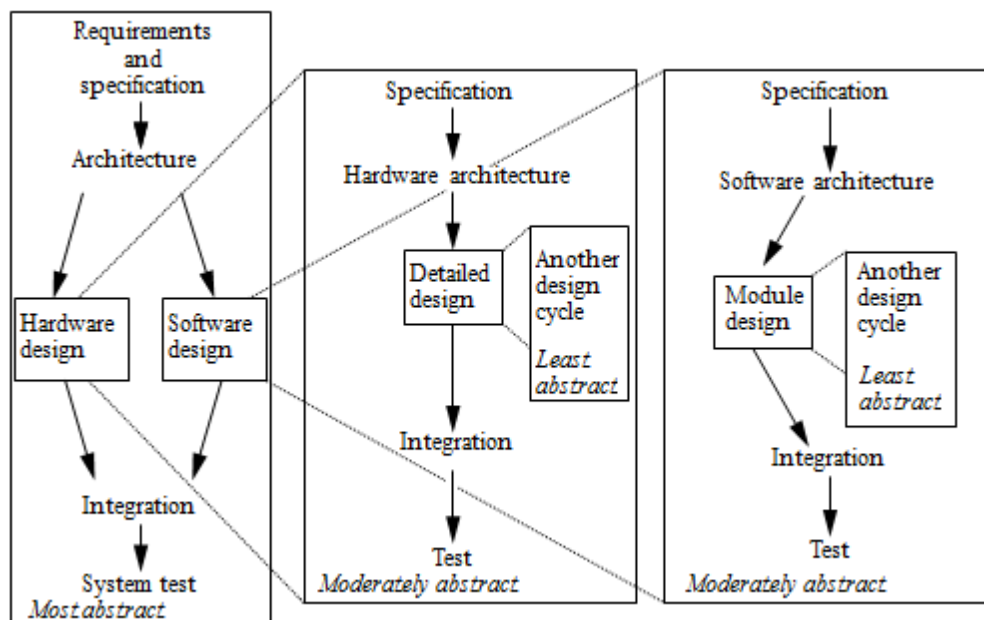 Requirements
and
specification
Architecture
Hardware
design
Software
design
Integration
System test
Most abstract
Specification
Hardware architecture
Detailed
design
Another
design
cycle
Least
abstract
Integration
Test
Moderately abstract
Specification
Software architecture
Module
design
Another
design
cycle
Least
abstract
Integration
Test
Moderately abstract